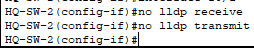 HQ-SW-2(config-if)#no lldp receive
HQ-SW-2(config-if)#no lldp transmit
HQ-SW-2(config-if)#